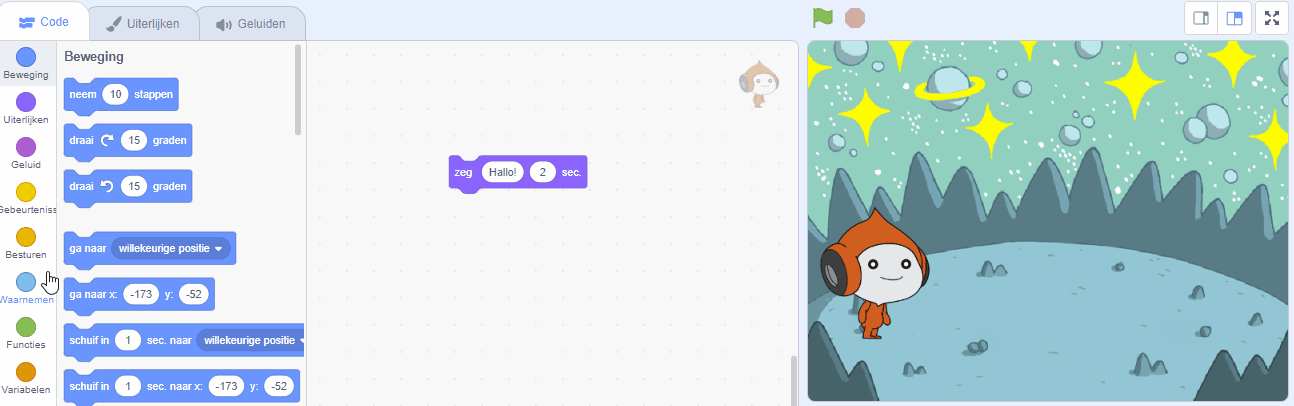 Code
Uiterlijken
Geluiden
Beweging
Uiterlijken
Geluid
Gebeurteniss
Besturen
Waarnemen
Functies
Variabelen
Beweging
neem 10 stappen
draai 15 graden
draai 15 graden
ga naar willekeurige positie
ga naar x: -173 y: -52
schuif in 1 sec. naar willekeurige positie
schuif in 1 sec. naar x: -173 y: -52
zeg Hallo! 2 sec.